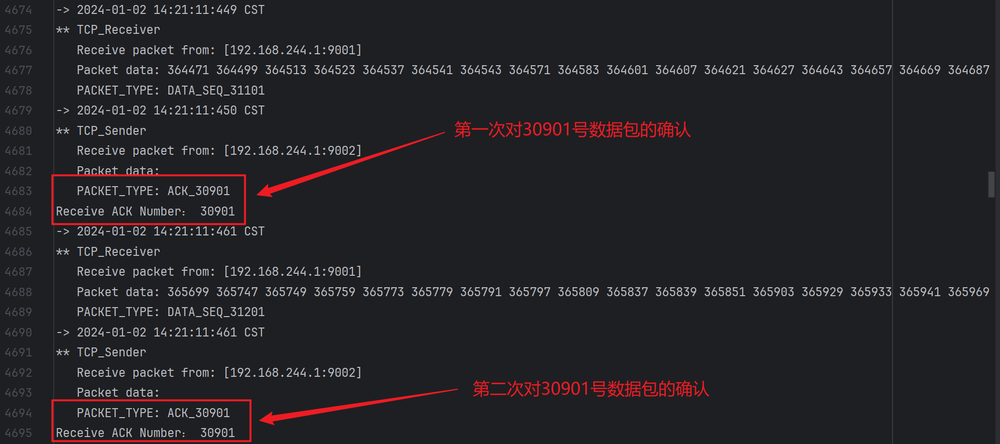 4674 -> 2024-01-02 14:21:11:449 CST
4675 ** TCP_Receiver
4676 Receive packet from: [192.168.244.1:9001]
4677 Packet data: 364471 364499 364513 364523 364537 364541 364543 364571 364583 364601 364607 364621 364627 364643 364657 364669 364687
4678 PACKET_TYPE: DATA_SEQ_31101
4679 -> 2024-01-02 14:21:11:450 CST
第一次对30901号数据包的确认
4680 ** TCP_Sender
4681 Receive packet from: [192.168.244.1:9002]
4682 Packet data:
4683 PACKET_TYPE: ACK_30901
4684 Receive ACK Number： 30901
4685 -> 2024-01-02 14:21:11:461 CST
4686 ** TCP_Receiver
4687 Receive packet from: [192.168.244.1:9001]
4688 Packet data: 365699 365747 365749 365759 365773 365779 365791 365797 365809 365837 365839 365851 365903 365929 365933 365941 365969
4689 PACKET_TYPE: DATA_SEQ_31201
4690 -> 2024-01-02 14:21:11:461 CST
4691 ** TCP_Sender
4692 Receive packet from: [192.168.244.1:9002]
第二次对30901号数据包的确认
4693 Packet data:
4694 PACKET_TYPE: ACK_30901
4695 Receive ACK Number： 30901